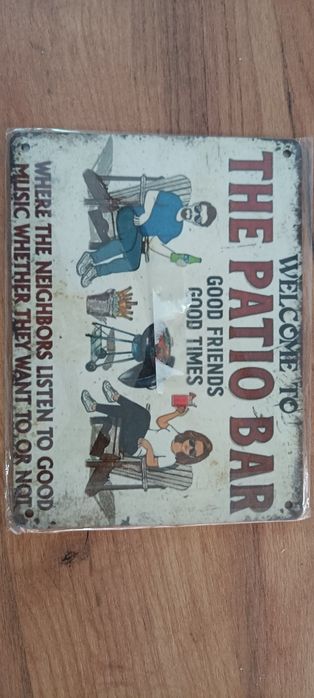 WELCOME TO
THE PATIO BAR
GOOD FRIENDS
GOOD TIMES
WHERE THE NEIGHBORS LISTEN TO GOOD
MUSIC WHETHER THEY WANT TO OR NOT